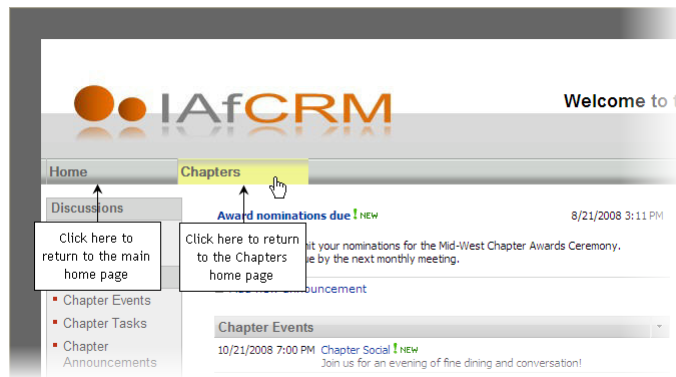 IAfCRM
Welcome to
Home
Chapters
Discussions
Click here to
return to the main
home page
Click here to return
to the Chapters
home page
Award nominations due ! NEW
8/21/2008 3:11 PM
your nominations for the Mid-West Chapter Awards Ceremony.
by the next monthly meeting.
Chapter Events
Chapter Tasks
Chapter
Announcements
Chapter Events
10/21/2008 7:00 PM Chapter Social ! NEW
Join us for an evening of fine dining and conversation!